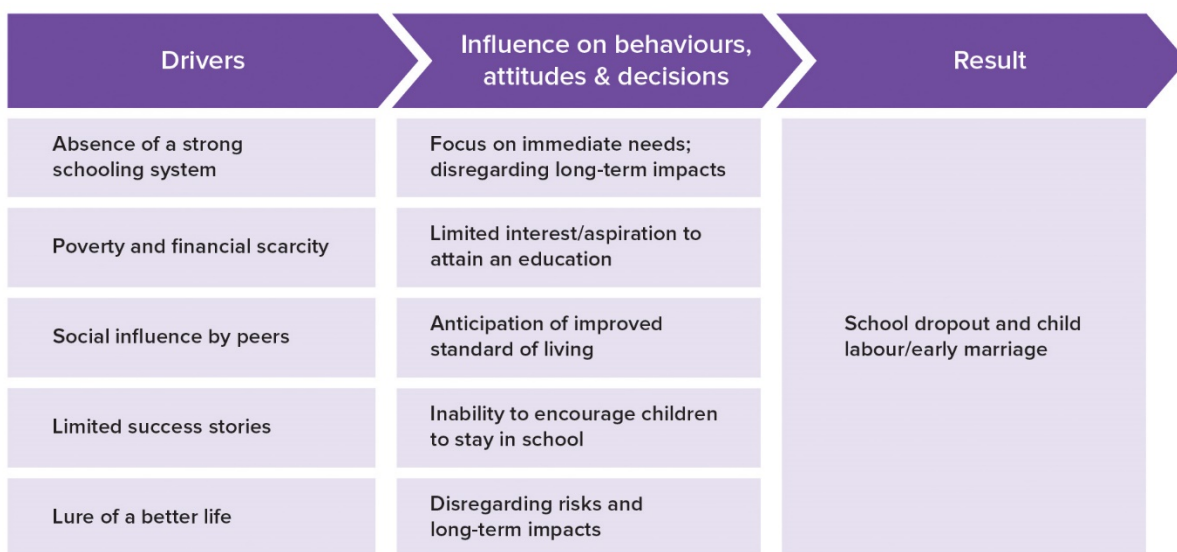 Drivers
Influence on behaviours,
attitudes & decisions
Result
Absence of a strong
schooling system
Focus on immediate needs;
disregarding long-term impacts
Poverty and financial scarcity
Limited interest/aspiration to
attain an education
Social influence by peers
Anticipation of improved
standard of living
School dropout and child
labour/early marriage
Limited success stories
Inability to encourage children
to stay in school
Lure of a better life
Disregarding risks and
long-term impacts